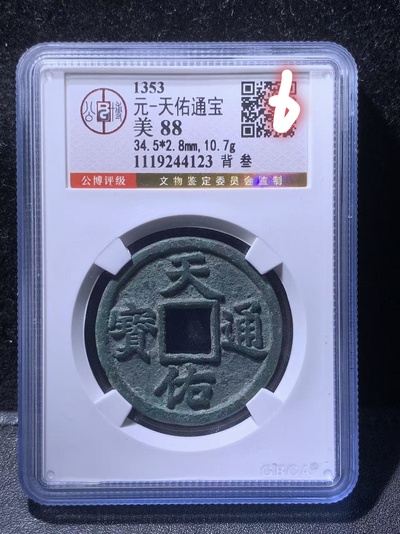 1353
元-天佑通宝
美 88
34.5*2.8mm,10.7g
1119244123 背 叁
公博评级
文物鉴定委员会监制
6
天
寶 通
佑